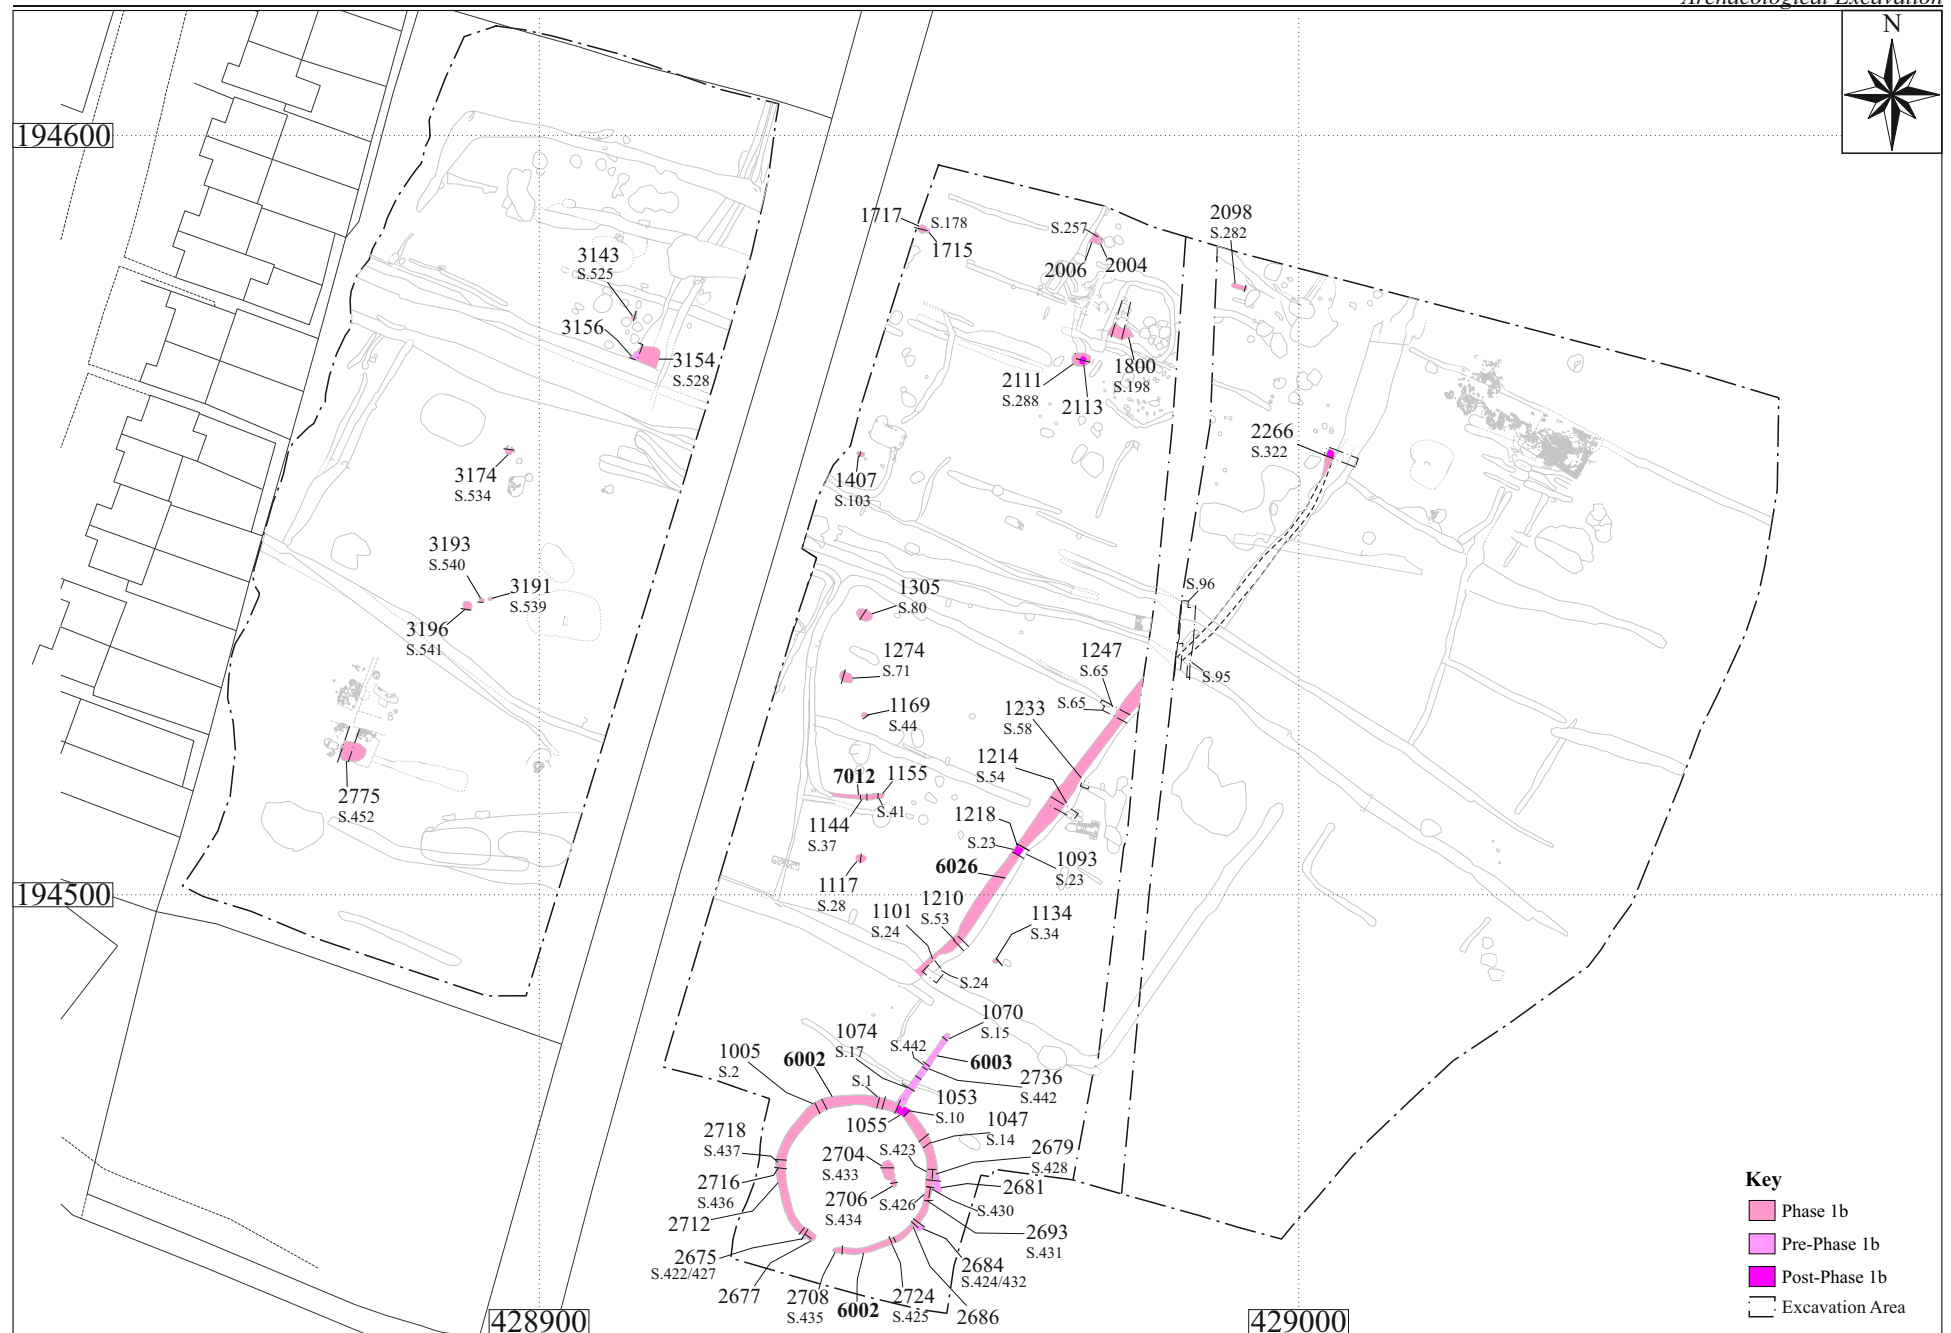 Archaeological Excavation
N
194600
1717
S.178
1715
S.257
2006
2004
2098
S.282
3143
S.525
3156
3154
S.528
2111
S.288
2113
1800
S.198
2266
S.322
3174
S.534
1407
S.103
3193
S.540
3191
S.539
3196
S.541
S.96
S.95
1305
S.80
1274
S.71
1247
S.65
S.65
1169
S.44
1233
S.58
1214
S.54
7012
1155
S.41
2775
S.452
1144
S.37
1218
S.23
1093
S.23
6026
194500
1117
S.28
1210
S.53
1101
S.24
1134
S.34
S.24
1070
S.15
1074
S.17
S.442
6003
1005
S.2
6002
2736
S.442
S.1
1053
S.10
1055
1047
S.14
2718
S.437
2704
S.433
S.423
2679
S.428
2716
S.436
2706
S.434
S.426
2681
S.430
2712
2693
S.431
2675
S.422/427
2684
S.424/432
2677
2708
S.435
6002
2724
S.425
2686
428900
429000
Key
Phase 1b
Pre-Phase 1b
Post-Phase 1b
Excavation Area